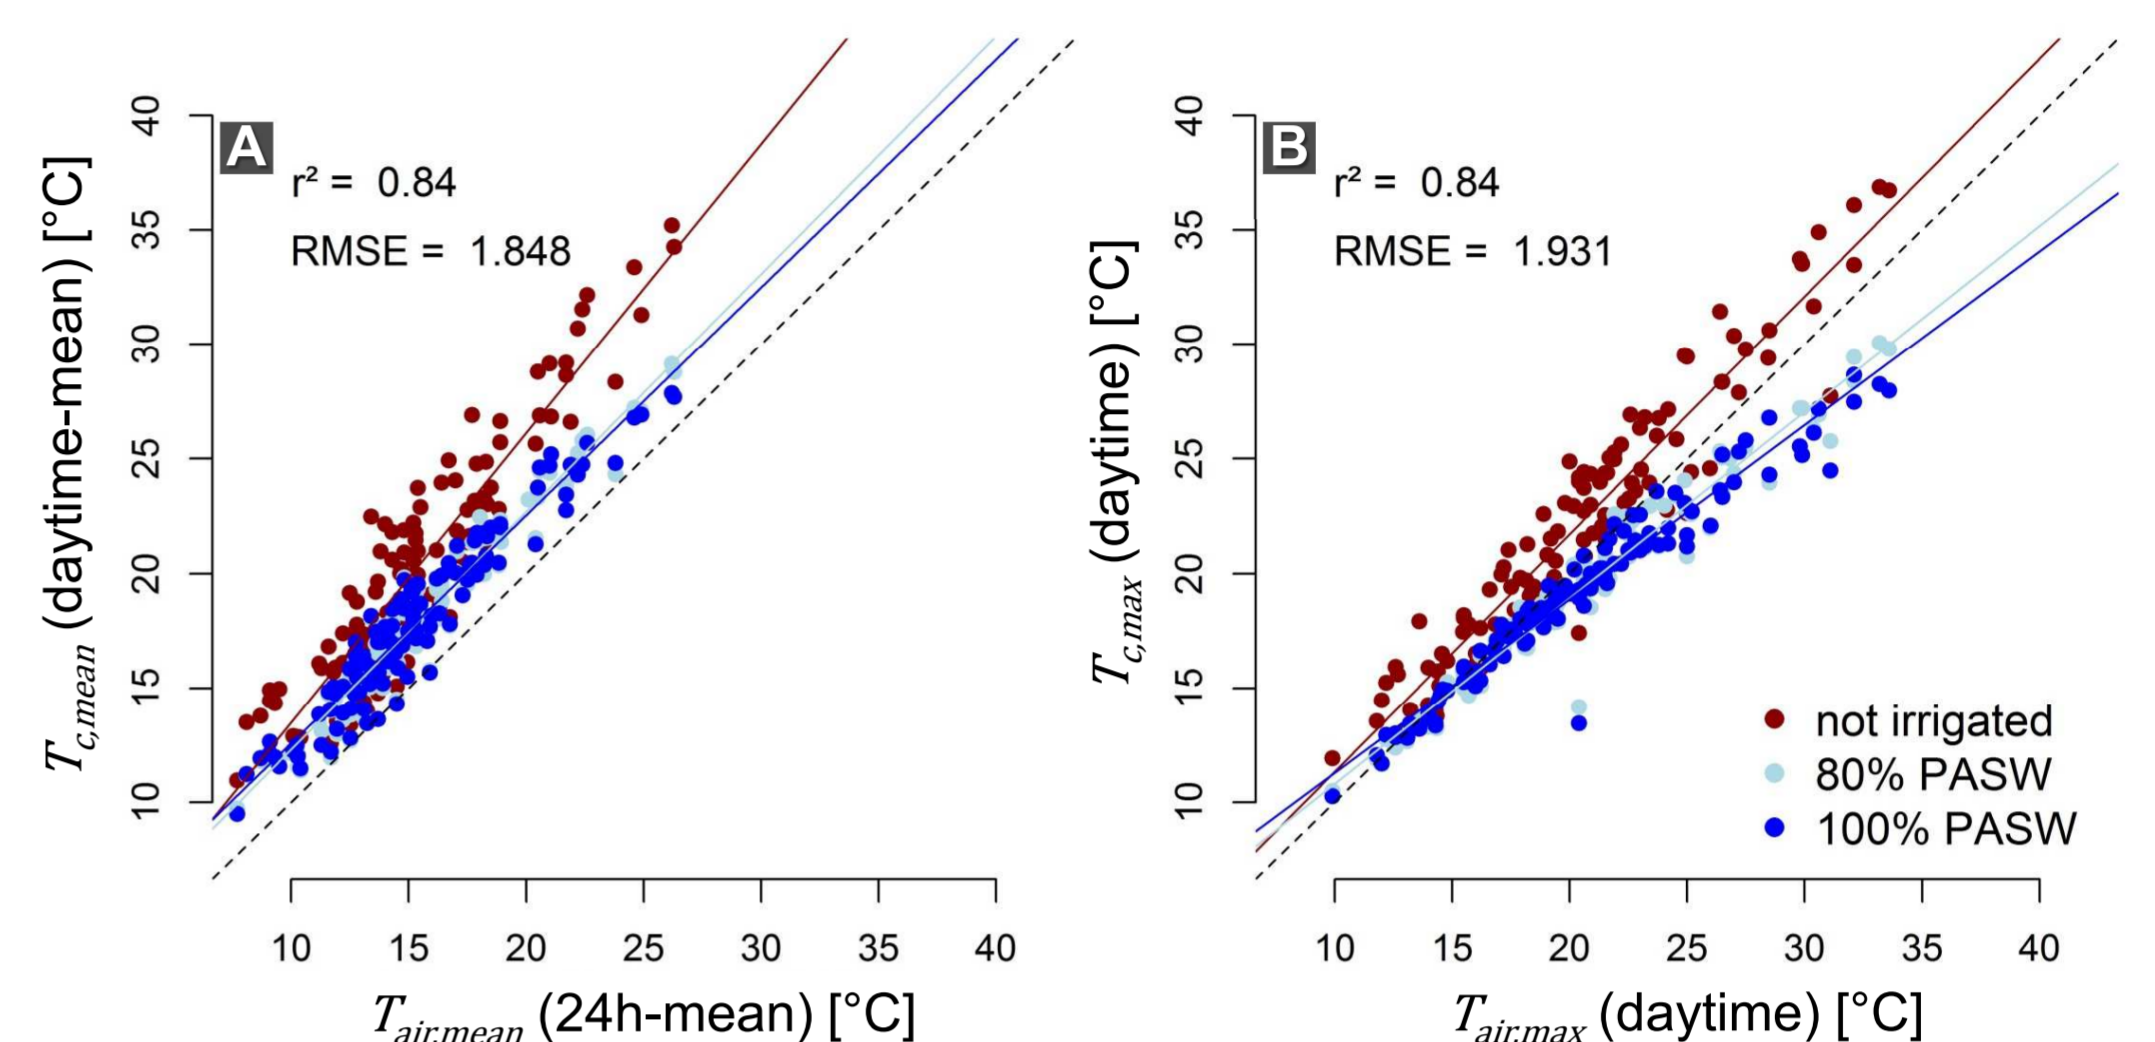 A
r² = 0.84
RMSE = 1.848
40
35
30
25
20
15
10
Tc,mean (daytime-mean) [°C]
10 15 20 25 30 35 40
Tair,mean (24h-mean) [°C]
B
r² = 0.84
RMSE = 1.931
40
35
30
25
20
15
10
Tc,max (daytime) [°C]
not irrigated
80% PASW
100% PASW
10 15 20 25 30 35 40
Tair,max (daytime) [°C]